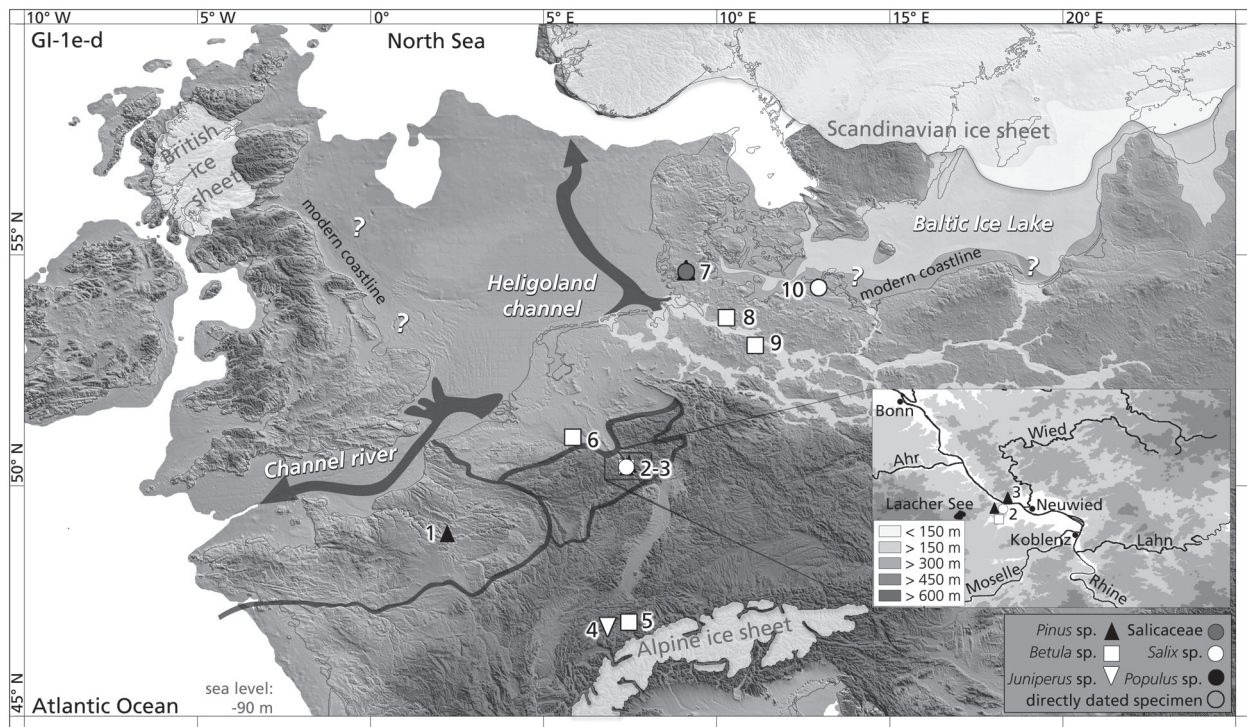 10° W
5° W
0°
5° E
10° E
15° E
20° E
GI-1e-d
North Sea
British
ice
sheet
Scandinavian ice sheet
55° N
modern coastline
?
?
Heligoland
channel
Baltic Ice Lake
?
?
modern coastline
7
10
8
9
6
2-3
Channel river
50° N
1
4
5
Alpine ice sheet
Bonn
Wied
Ahr
Laacher See
3
2
Neuwied
Koblenz
Lahn
Moselle
Rhine
< 150 m
> 150 m
> 300 m
> 450 m
> 600 m
Pinus sp.
Salicaceae
Betula sp.
Salix sp.
Juniperus sp.
Populus sp.
directly dated specimen
45° N
Atlantic Ocean
sea level:
-90 m